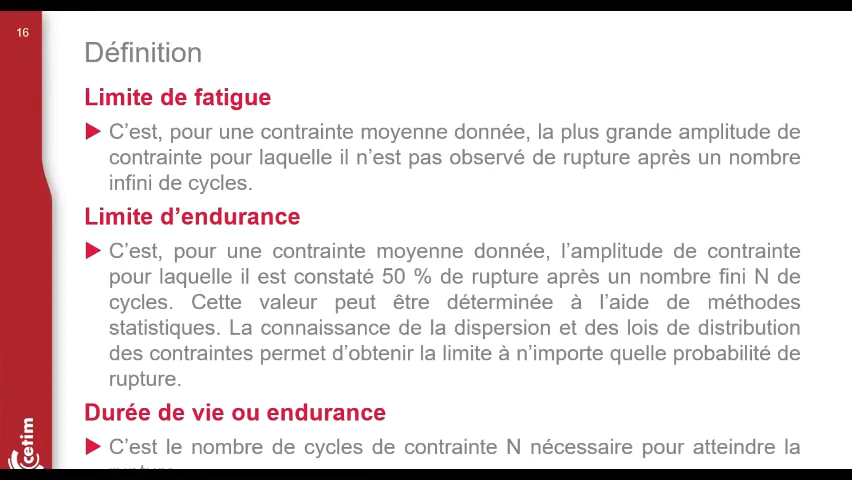 16
Définition
Limite de fatigue
C'est, pour une contrainte moyenne donnée, la plus grande amplitude de
contrainte pour laquelle il n'est pas observé de rupture après un nombre
infini de cycles.
Limite d'endurance
C'est, pour une contrainte moyenne donnée, l'amplitude de contrainte
pour laquelle il est constaté 50 % de rupture après un nombre fini N de
cycles. Cette valeur peut être déterminée à l'aide de méthodes
statistiques. La connaissance de la dispersion et des lois de distribution
des contraintes permet d'obtenir la limite à n'importe quelle probabilité de
rupture.
Durée de vie ou endurance
C'est le nombre de cycles de contrainte N nécessaire pour atteindre la
cetim